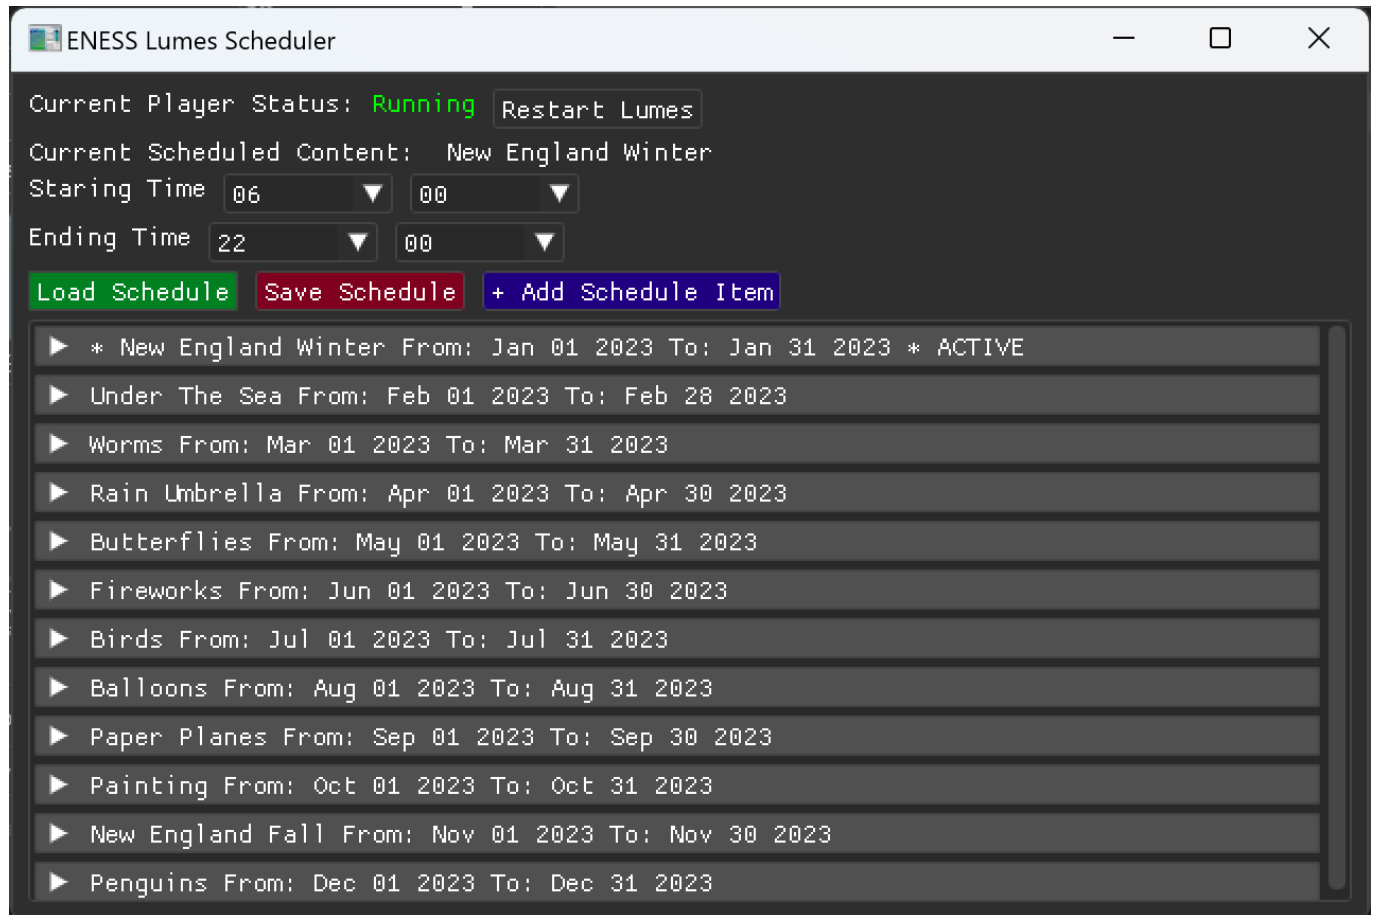 ENESS Lumes Scheduler
Current Player Status: Running Restart Lumes
Current Scheduled Content: New England Winter
Staring Time 06 00
Ending Time 22 00
Load Schedule Save Schedule + Add Schedule Item
* New England Winter From: Jan 01 2023 To: Jan 31 2023 * ACTIVE
Under The Sea From: Feb 01 2023 To: Feb 28 2023
Worms From: Mar 01 2023 To: Mar 31 2023
Rain Umbrella From: Apr 01 2023 To: Apr 30 2023
Butterflies From: May 01 2023 To: May 31 2023
Fireworks From: Jun 01 2023 To: Jun 30 2023
Birds From: Jul 01 2023 To: Jul 31 2023
Balloons From: Aug 01 2023 To: Aug 31 2023
Paper Planes From: Sep 01 2023 To: Sep 30 2023
Painting From: Oct 01 2023 To: Oct 31 2023
New England Fall From: Nov 01 2023 To: Nov 30 2023
Penguins From: Dec 01 2023 To: Dec 31 2023